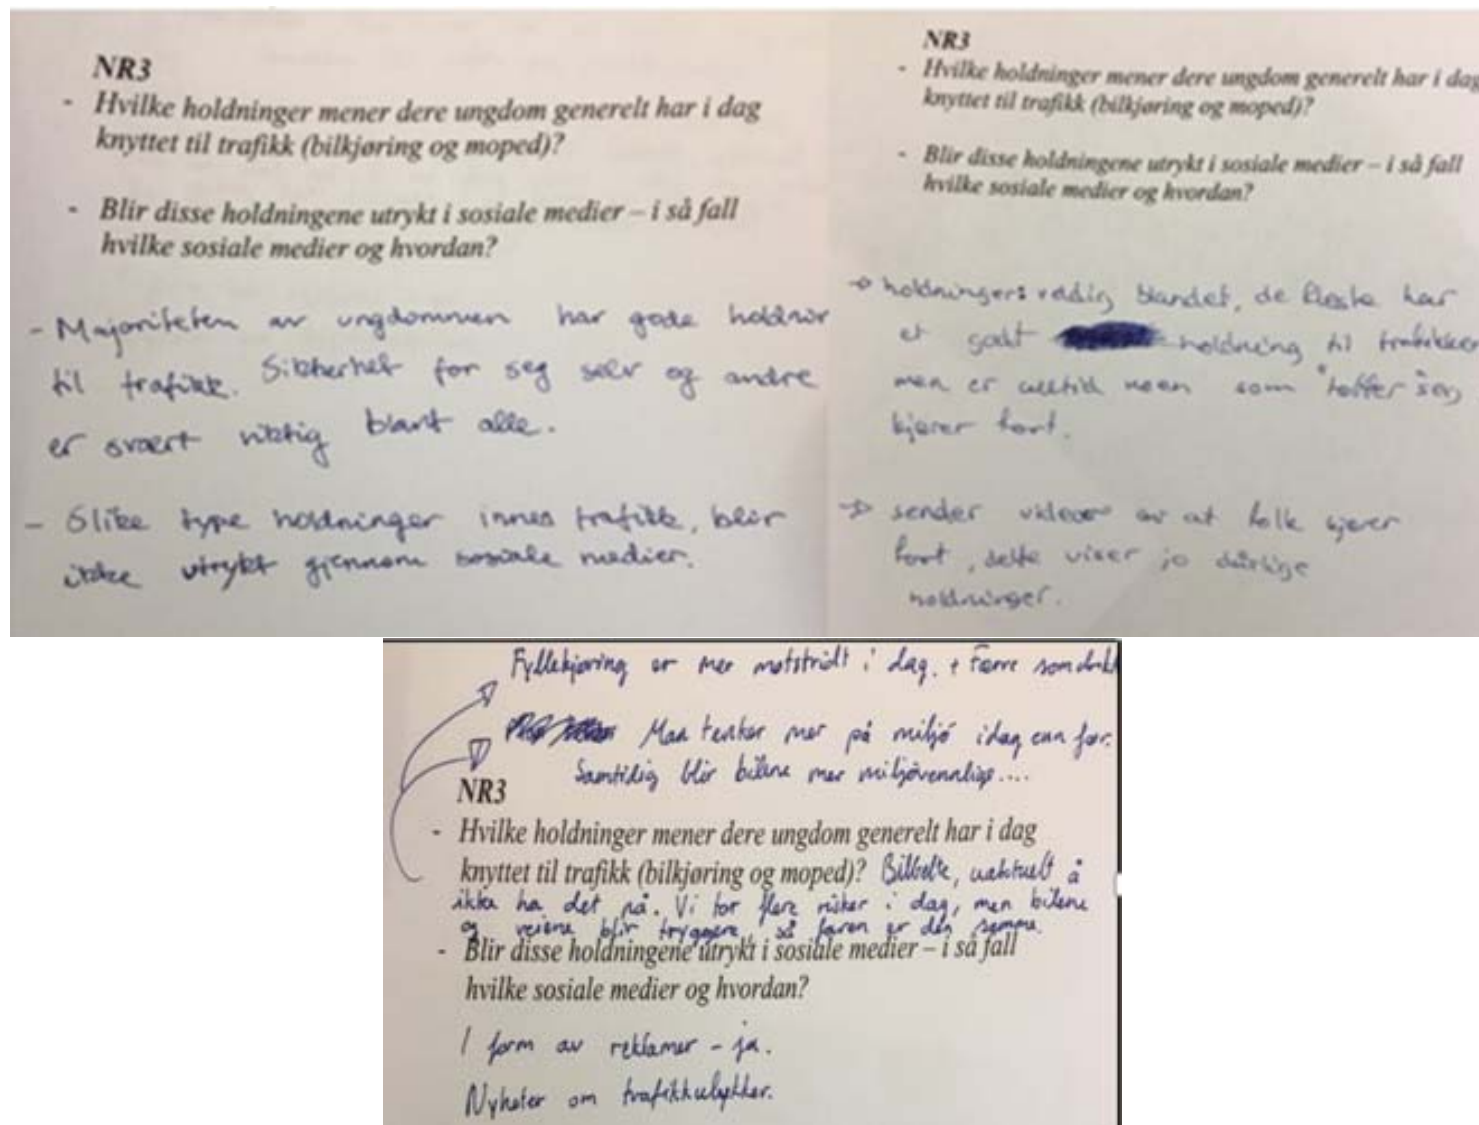 NR3
- Hvilke holdninger mener dere ungdom generelt har i dag
knyttet til trafikk (bilkjøring og moped)?
- Blir disse holdningene utrykt i sosiale medier – i så fall
hvilke sosiale medier og hvordan?
- Majoriteten av ungdommen har gode holdnin
til trafikk. Sikkerhet for seg selv og andre
er svært viktig blant alle.
- Slike type holdninger innen trafikk, blir
ikke utrykt gjennom sosiale medier.
NR3
- Hvilke holdninger mener dere ungdom generelt har i dag
knyttet til trafikk (bilkjøring og moped)?
- Blir disse holdningene utrykt i sosiale medier – i så fall
hvilke sosiale medier og hvordan?
→ holdninger: veldig blandet, de fleste har
et godt holdning til trafikken
men er alltid noen som "tøffer" seg,
kjører fort.
→ sender videoer av at folk kjører
fort, dette viser jo dårlige
holdninger.
Fyllekjøring er mer motstridt i dag. + Færre som
Man tenker mer på miljø idag enn før.
Samtidig blir bilene mer miljøvennlige....
NR3
- Hvilke holdninger mener dere ungdom generelt har i dag
knyttet til trafikk (bilkjøring og moped)? Bilbelte, uaktuelt å
ikke ha det på. Vi tar flere risker i dag, men bilene
og veiene blir tryggere, så faren er den samme.
- Blir disse holdningene utrykt i sosiale medier – i så fall
hvilke sosiale medier og hvordan?
I form av reklamer - ja.
Nyheter om trafikkulykker.